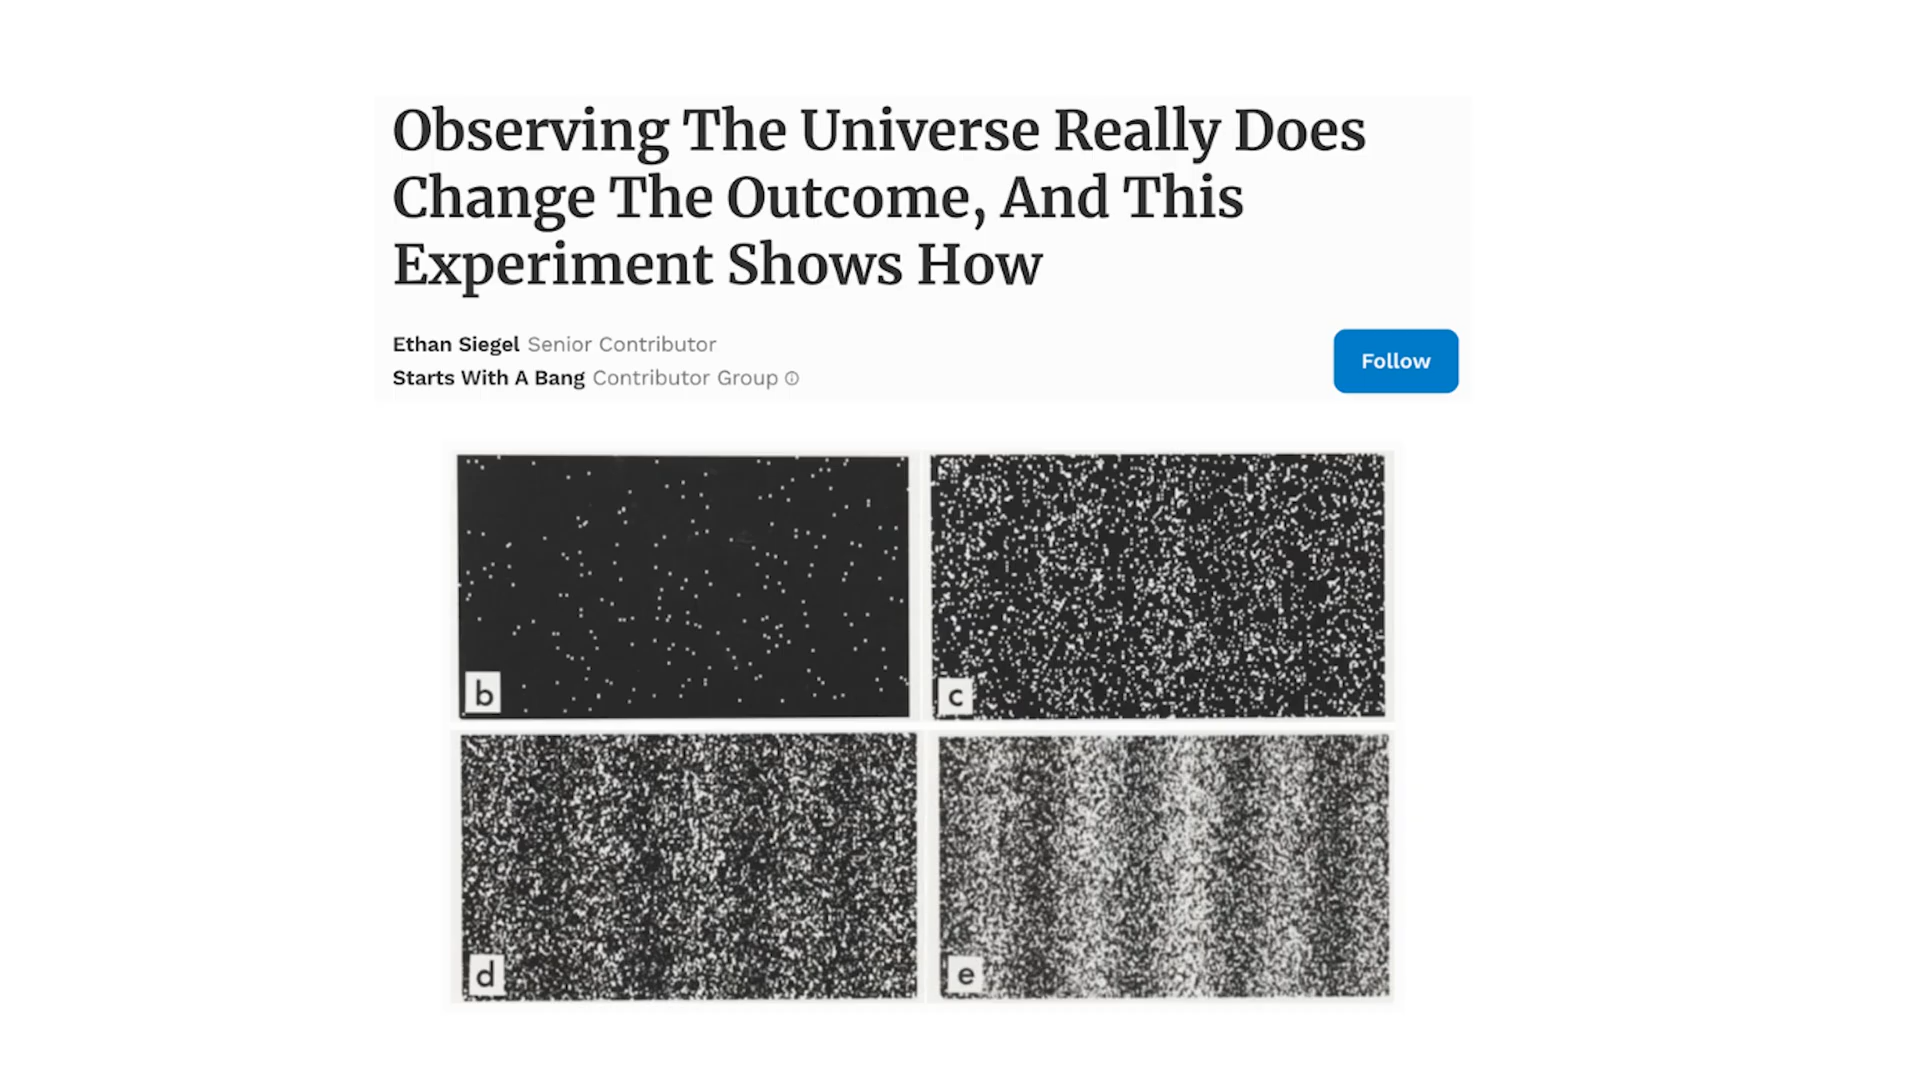 Observing The Universe Really Does
Change The Outcome, And This
Experiment Shows How
Ethan Siegel Senior Contributor
Starts With A Bang Contributor Group
Follow
b
c
d
e